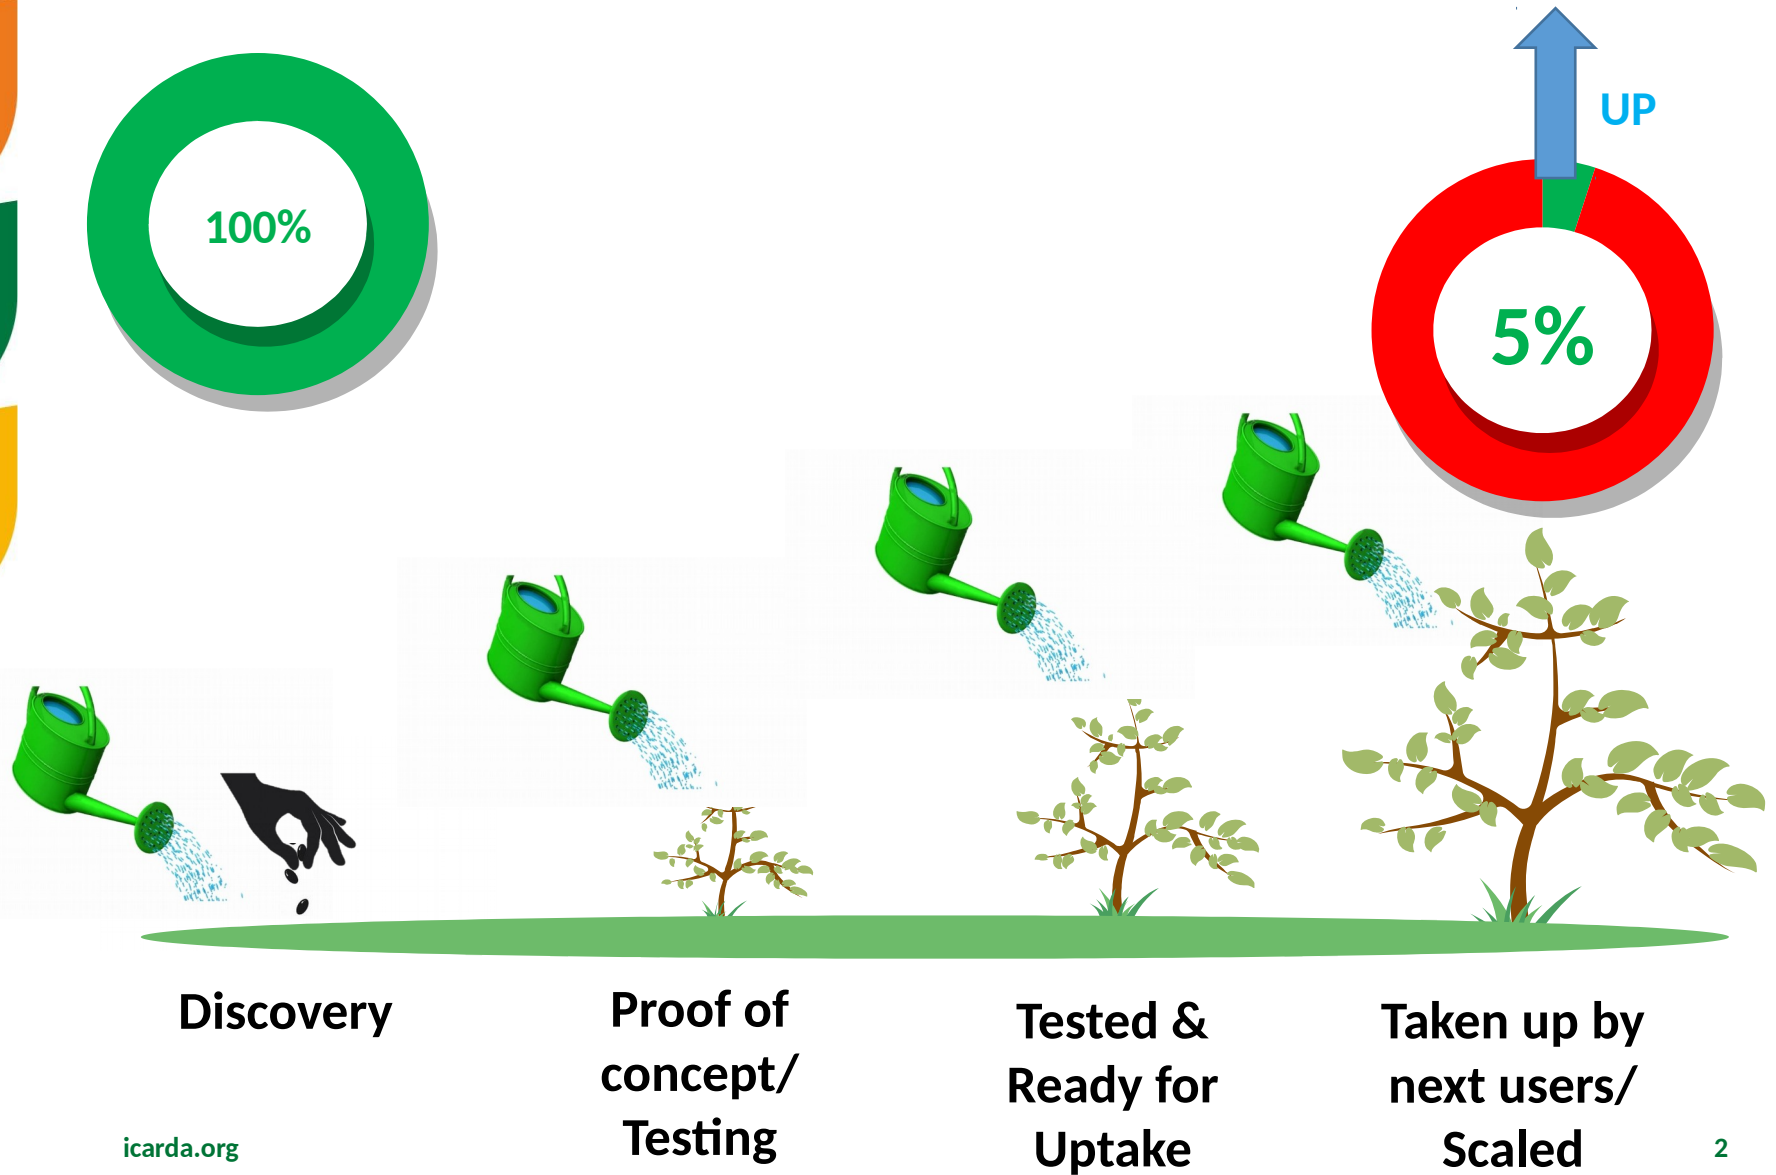 UP
100%
5%
Discovery
Proof of
concept/
Testing
Tested &
Ready for
Uptake
Taken up by
next users/
Scaled
icarda.org
2